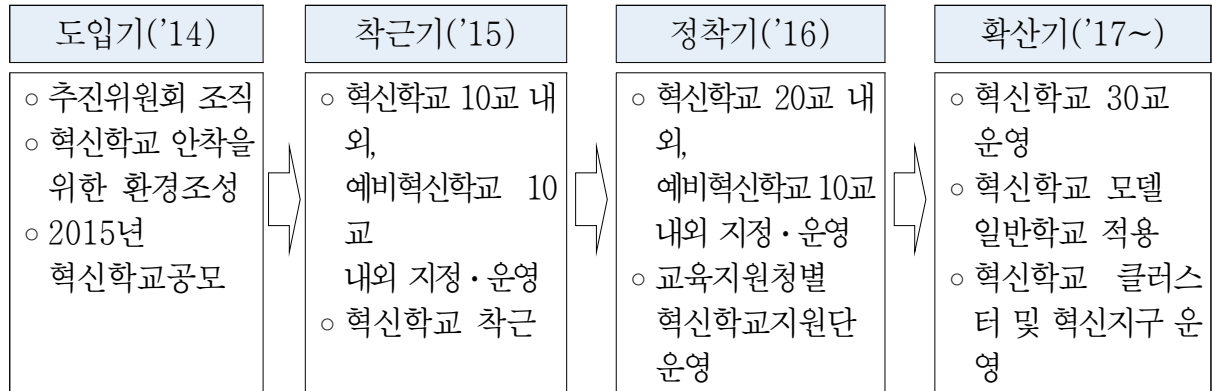 도입기('14)
○ 추진위원회 조직
○ 혁신학교 안착을
위한 환경조성
○ 2015년
혁신학교공모
착근기('15)
○ 혁신학교 10교 내
외,
예비혁신학교 10
교
내외 지정·운영
○ 혁신학교 착근
정착기('16)
○ 혁신학교 20교 내
외,
예비혁신학교 10교
내외 지정·운영
○ 교육지원청별
혁신학교지원단
운영
확산기('17~)
○ 혁신학교 30교
운영
○ 혁신학교 모델
일반학교 적용
○ 혁신학교 클러스
터 및 혁신지구 운
영